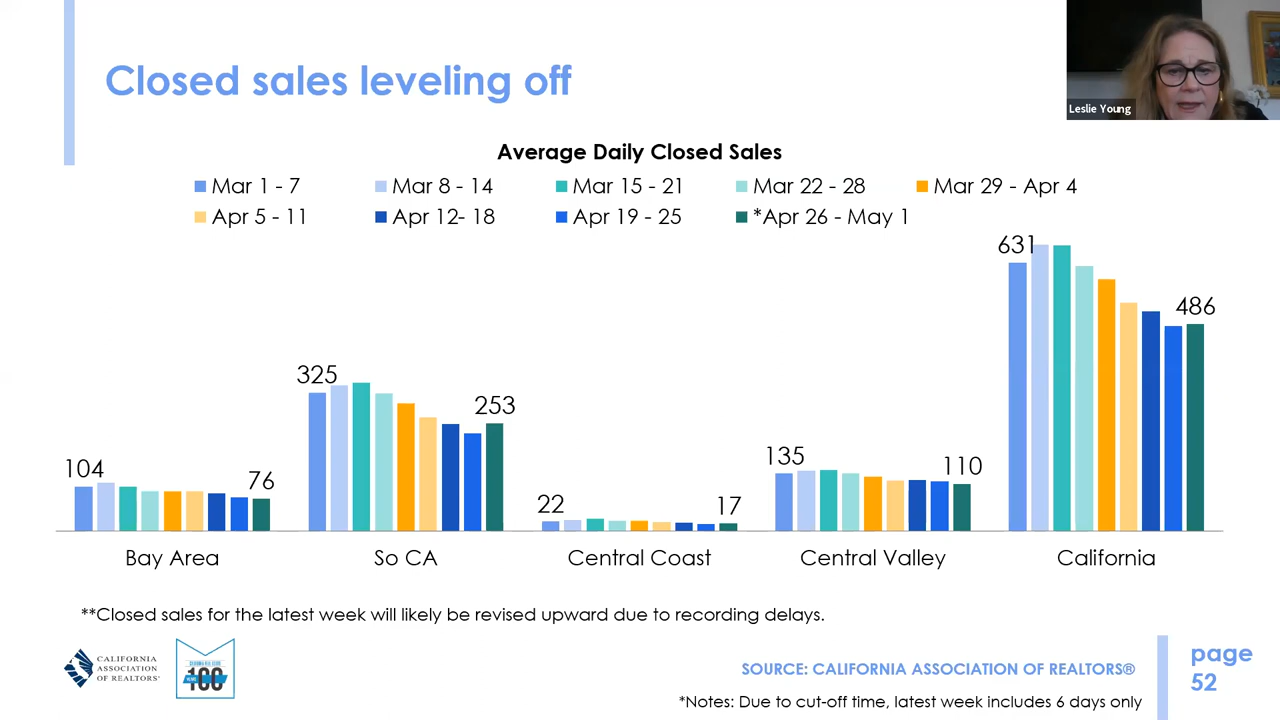 Closed sales leveling off
Leslie Young
Average Daily Closed Sales
Mar 1 - 7
Mar 8 - 14
Mar 15 - 21
Mar 22 - 28
Mar 29 - Apr 4
Apr 5 - 11
Apr 12- 18
Apr 19 - 25
*Apr 26 - May 1
104
76
325
253
22
17
135
110
631
486
Bay Area
So CA
Central Coast
Central Valley
California
**Closed sales for the latest week will likely be revised upward due to recording delays.
CALIFORNIA
ASSOCIATION
OF REALTORS®
100
SOURCE: CALIFORNIA ASSOCIATION OF REALTORS®
*Notes: Due to cut-off time, latest week includes 6 days only
page
52